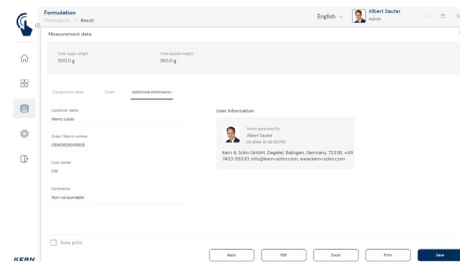 Formulation
Formulation Result
English
Albert Sauter
Admin
Measurement data
Total target weight
300.0 g
Total applied weight
265.0 g
Component data
Chart
Additional information
Customer name
Henry Louis
Order / Batch number
Cost center
CH
Comments
Non consumable
User information
Result generated by
Albert Sauter
Kern & Sohn GmbH, Ziegelei, Balingen, Germany, 72336, +49
7433 99330, info@kern-sohn.com, www.kern-sohn.com
Auto print
Back
PDF
Excel
Print
Save
KERN